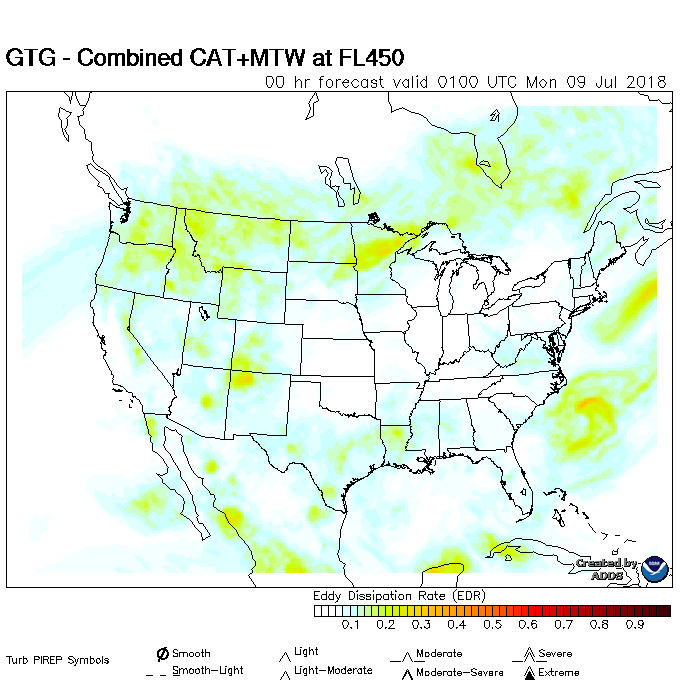 GTG - Combined CAT+MTW at FL450
00 hr forecast valid 0100 UTC Mon 09 Jul 2018
Created by
ADDS
Eddy Dissipation Rate (EDR)
0.1 0.2 0.3 0.4 0.5 0.6 0.7 0.8 0.9
Turb PIREP Symbols
Smooth Light Moderate Severe
Smooth-Light Light-Moderate Moderate-Severe Extreme